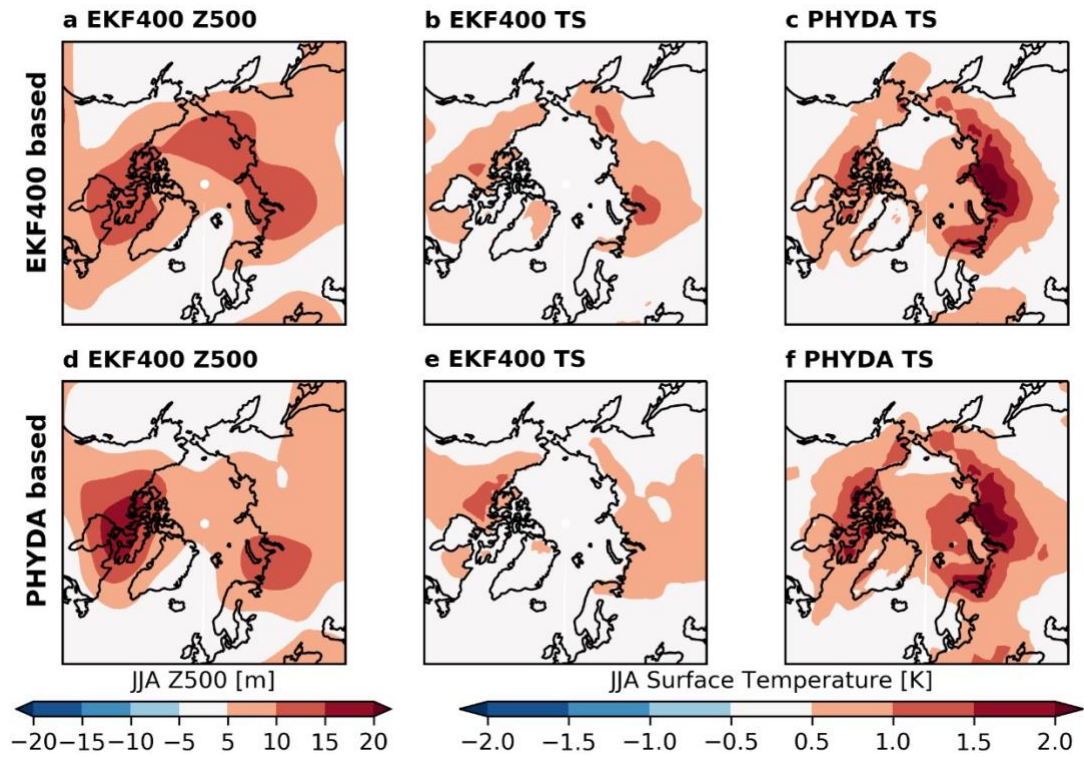 a EKF400 Z500
b EKF400 TS
c PHYDA TS
EKF400 based
d EKF400 Z500
e EKF400 TS
f PHYDA TS
PHYDA based
JJA Z500 [m]
JJA Surface Temperature [K]
−20 −15 −10 −5 5 10 15 20
−2.0 −1.5 −1.0 −0.5 0.5 1.0 1.5 2.0